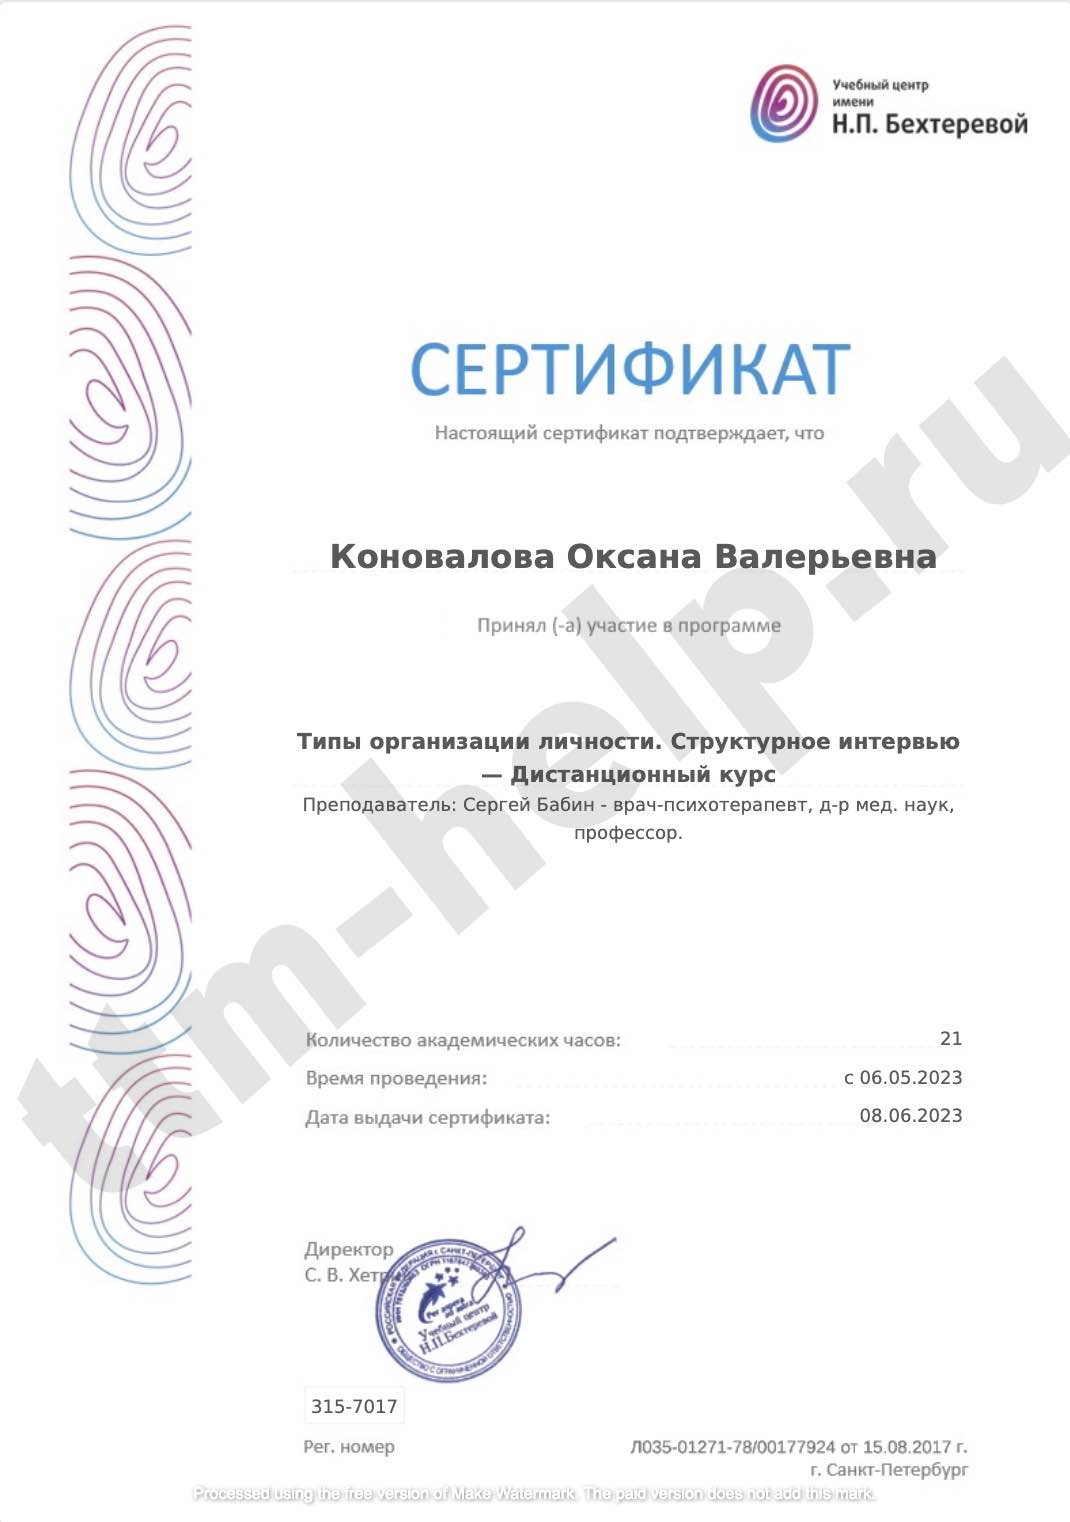 Учебный центр
имени
Н.П. Бехтеревой
СЕРТИФИКАТ
Настоящий сертификат подтверждает, что
Коновалова Оксана Валерьевна
Принял (-а) участие в программе
Типы организации личности. Структурное интервью
— Дистанционный курс
Преподаватель: Сергей Бабин - врач-психотерапевт, д-р мед. наук,
профессор.
Количество академических часов: 21
Время проведения: с 06.05.2023
Дата выдачи сертификата: 08.06.2023
Директор
С. В.
Per aspera
ad astra
Учебный центр
Н.П.Бехтеревой
315-7017
Рег. номер
Л035-01271-78/00177924 от 15.08.2017 г.
г. Санкт-Петербург
ttm-help.ru
Processed using the free version of Make Watermark. The paid version does not add this mark.